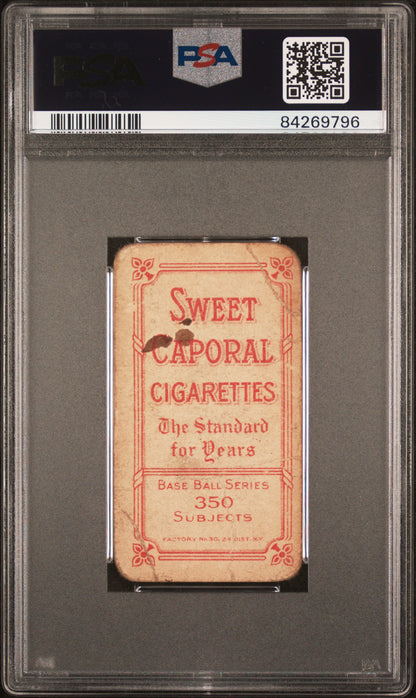 PSA
84269796
SWEET
CAPORAL
CIGARETTES
The Standard
for Years
BASE BALL SERIES
350
SUBJECTS
FACTORY No. 30, 2d DIST. N.Y.